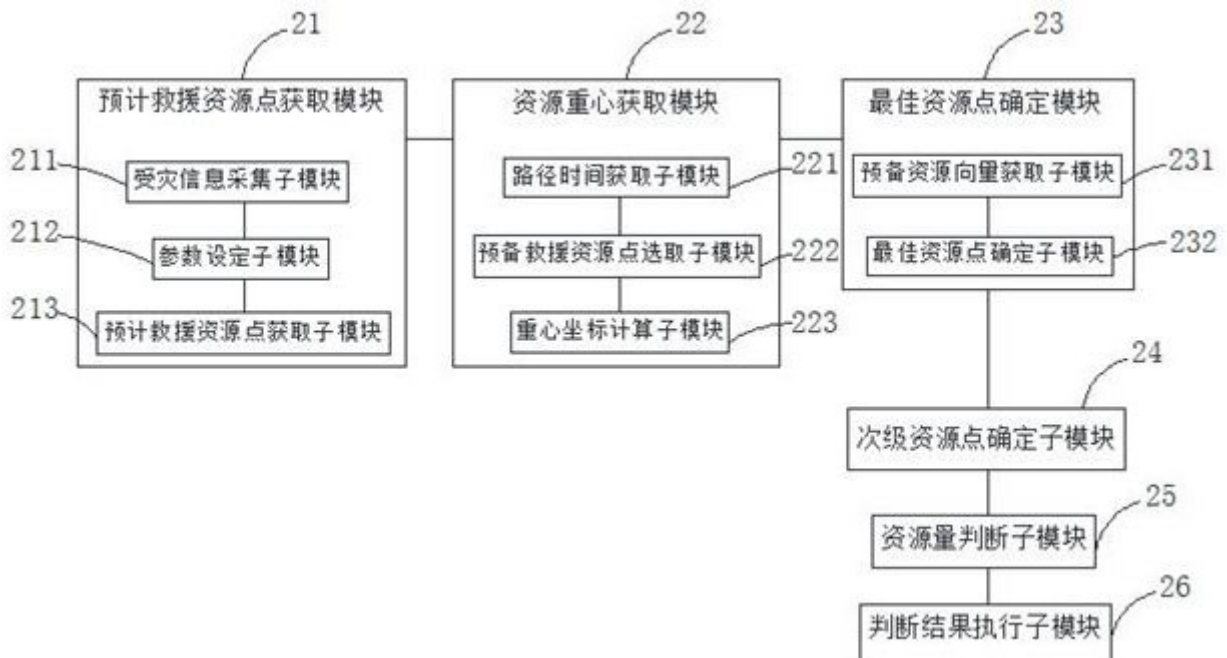 21
22
23
预计救援资源点获取模块
资源重心获取模块
最佳资源点确定模块
211
受灾信息采集子模块
路径时间获取子模块
221
预备资源向量获取子模块
231
212
参数设定子模块
预备救援资源点选取子模块
222
最佳资源点确定子模块
232
213
预计救援资源点获取子模块
重心坐标计算子模块
223
24
次级资源点确定子模块
25
资源量判断子模块
26
判断结果执行子模块